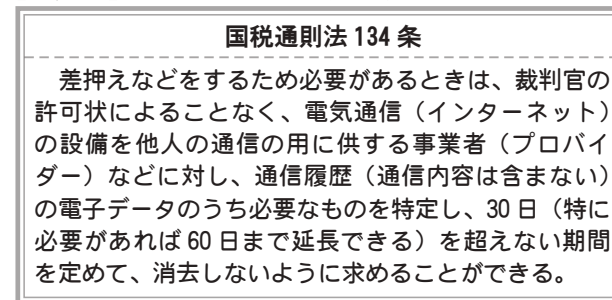 国税通則法 134 条
差押えなどをするため必要があるときは、裁判官の
許可状によることなく、電気通信（インターネット）
の設備を他人の通信の用に供する事業者（プロバイ
ダー）などに対し、通信履歴（通信内容は含まない）
の電子データのうち必要なものを特定し、30 日（特に
必要があれば 60 日まで延長できる）を超えない期間
を定めて、消去しないように求めることができる。